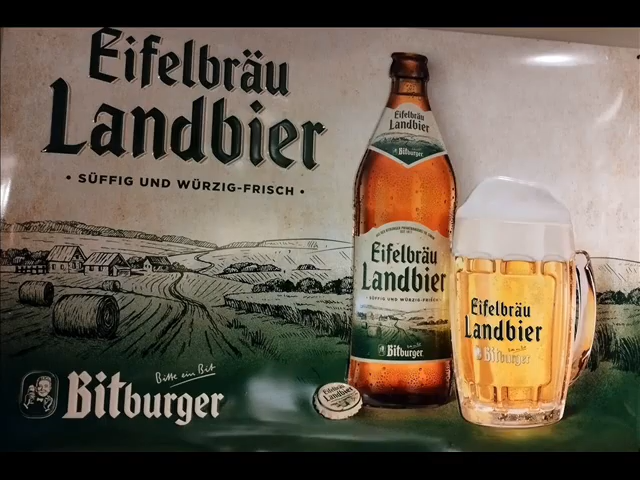 Eifelbräu
Landbier
• SÜFFIG UND WÜRZIG-FRISCH •
Bitte ein Bit
Bitburger
Eifelbräu
Landbier
Bitburger
Eifelbräu
Landbier
• SÜFFIG UND WÜRZIG-FRISCH •
Bitburger
Eifelbräu
Landbier
Bitburger
Eifelbräu
Landbier